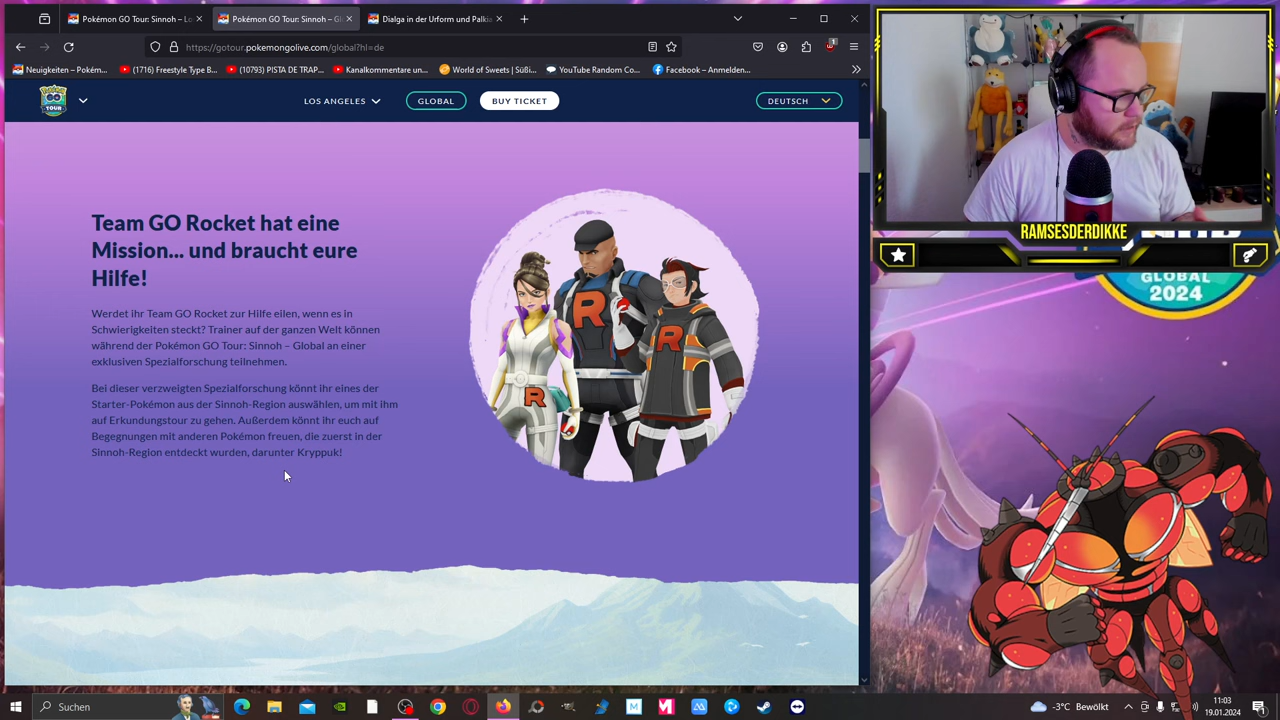 Pokémon GO Tour: Sinnoh – Lo
Pokémon GO Tour: Sinnoh – Gl
Dialga in der Urform und Palkia
https://gotour.pokemongolive.com/global?hl=de
Neuigkeiten – Pokém...
(1716) Freestyle Type B...
(10793) PISTA DE TRAP...
Kanalkommentare un...
World of Sweets | Süßi...
YouTube Random Co...
Facebook – Anmelden...
LOS ANGELES
GLOBAL
BUY TICKET
DEUTSCH
Team GO Rocket hat eine
Mission... und braucht eure
Hilfe!
Werdet ihr Team GO Rocket zur Hilfe eilen, wenn es in
Schwierigkeiten steckt? Trainer auf der ganzen Welt können
während der Pokémon GO Tour: Sinnoh – Global an einer
exklusiven Spezialforschung teilnehmen.
Bei dieser verzweigten Spezialforschung könnt ihr eines der
Starter-Pokémon aus der Sinnoh-Region auswählen, um mit ihm
auf Erkundungstour zu gehen. Außerdem könnt ihr euch auf
Begegnungen mit anderen Pokémon freuen, die zuerst in der
Sinnoh-Region entdeckt wurden, darunter Kryppuk!
R
R
R
RAMSESDERDIKKE
GLOBAL
2024
Suchen
-3°C Bewölkt
11:03
19.01.2024